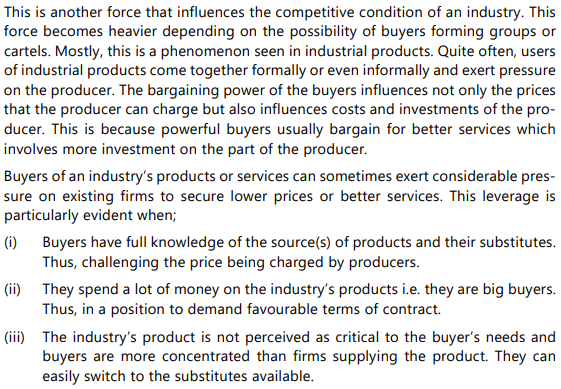 This is another force that influences the competitive condition of an industry. This
force becomes heavier depending on the possibility of buyers forming groups or
cartels. Mostly, this is a phenomenon seen in industrial products. Quite often, users
of industrial products come together formally or even informally and exert pressure
on the producer. The bargaining power of the buyers influences not only the prices
that the producer can charge but also influences costs and investments of the pro-
ducer. This is because powerful buyers usually bargain for better services which
involves more investment on the part of the producer.
Buyers of an industry's products or services can sometimes exert considerable pres-
sure on existing firms to secure lower prices or better services. This leverage is
particularly evident when;
(i) Buyers have full knowledge of the source(s) of products and their substitutes.
Thus, challenging the price being charged by producers.
(ii) They spend a lot of money on the industry's products i.e. they are big buyers.
Thus, in a position to demand favourable terms of contract.
(iii) The industry's product is not perceived as critical to the buyer's needs and
buyers are more concentrated than firms supplying the product. They can
easily switch to the substitutes available.